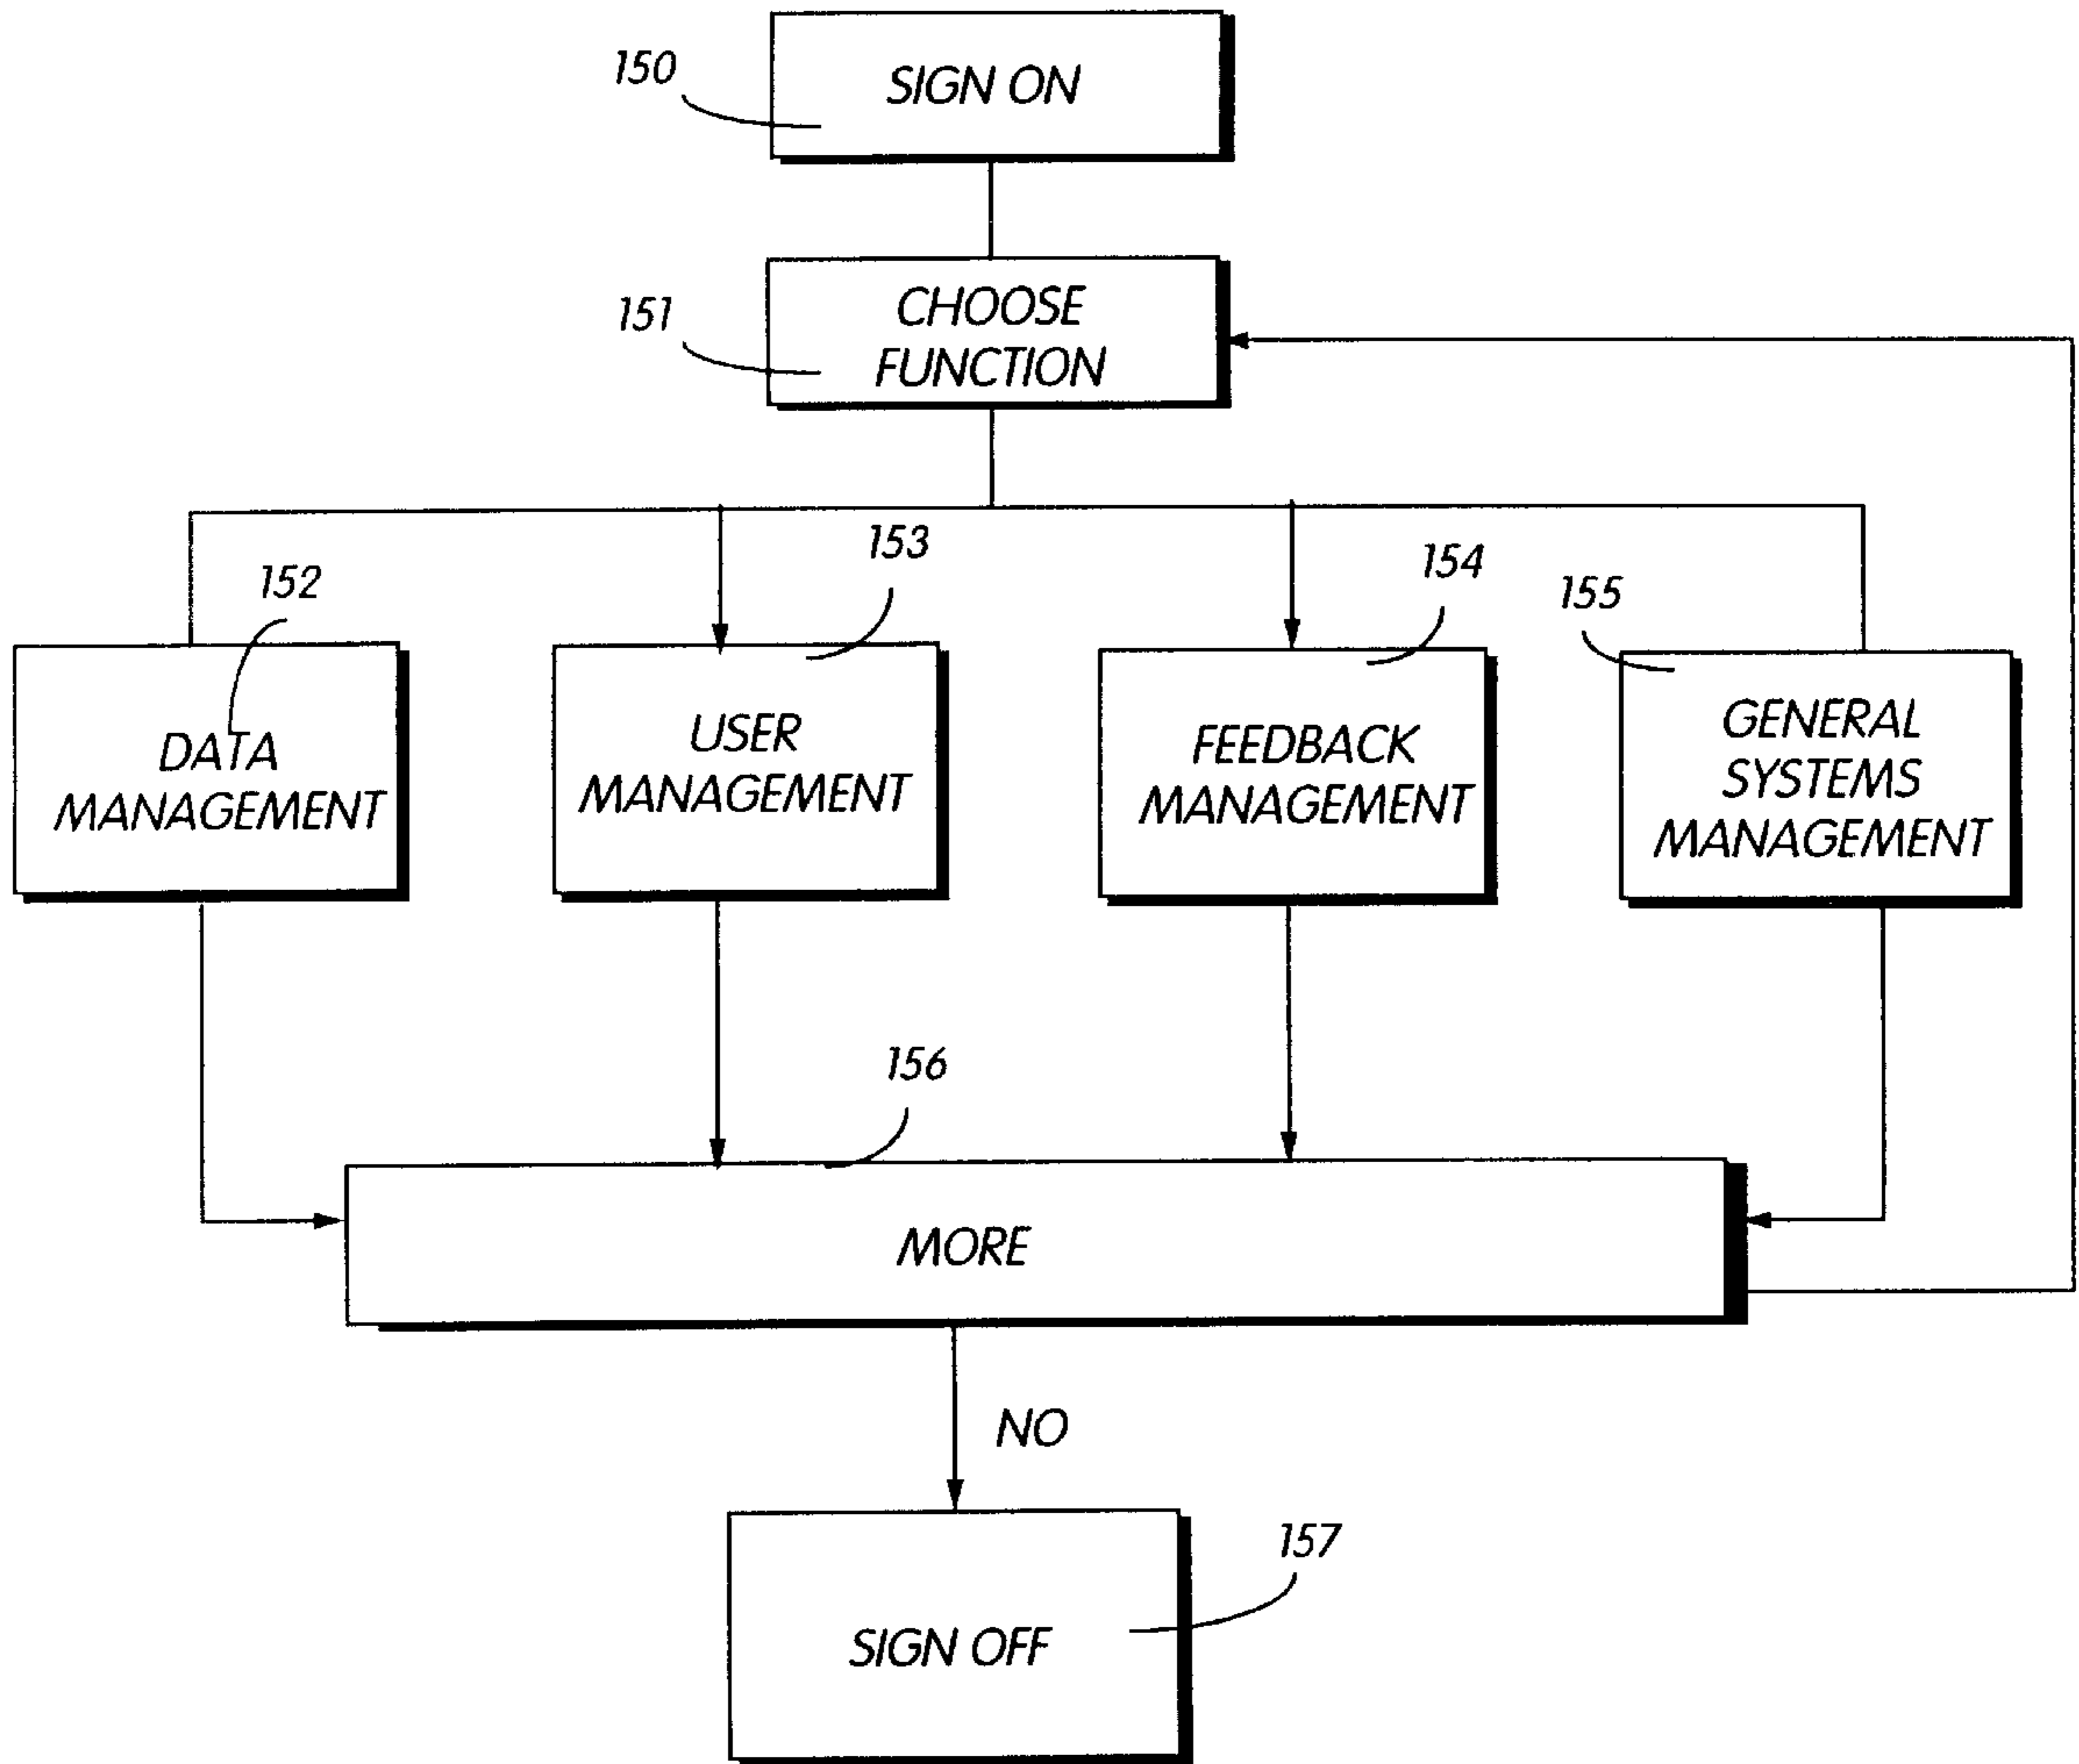 150
SIGN ON
151
CHOOSE
FUNCTION
152
153
154
155
DATA
MANAGEMENT
USER
MANAGEMENT
FEEDBACK
MANAGEMENT
GENERAL
SYSTEMS
MANAGEMENT
156
MORE
NO
157
SIGN OFF